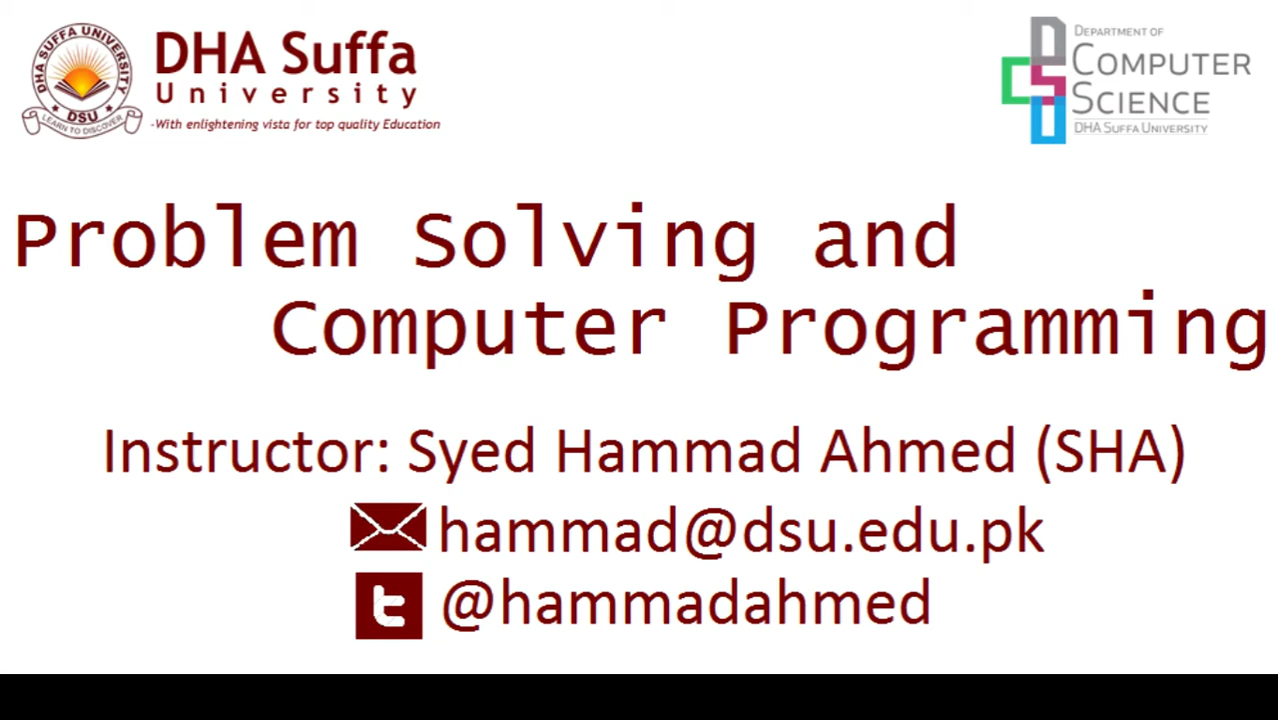 DHA SUFFA UNIVERSITY
DSU
LEARN TO DISCOVER
DHA Suffa
University
-With enlightening vista for top quality Education
DEPARTMENT OF
COMPUTER
SCIENCE
DHA SUFFA UNIVERSITY
DSU
CS
Problem Solving and
Computer Programming
Instructor: Syed Hammad Ahmed (SHA)
hammad@dsu.edu.pk
t @hammadahmed